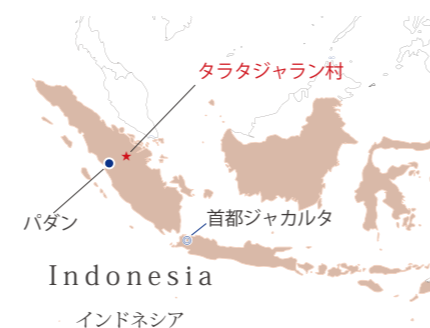 タラタジャラン村
パダン
首都ジャカルタ
Indonesia
インドネシア